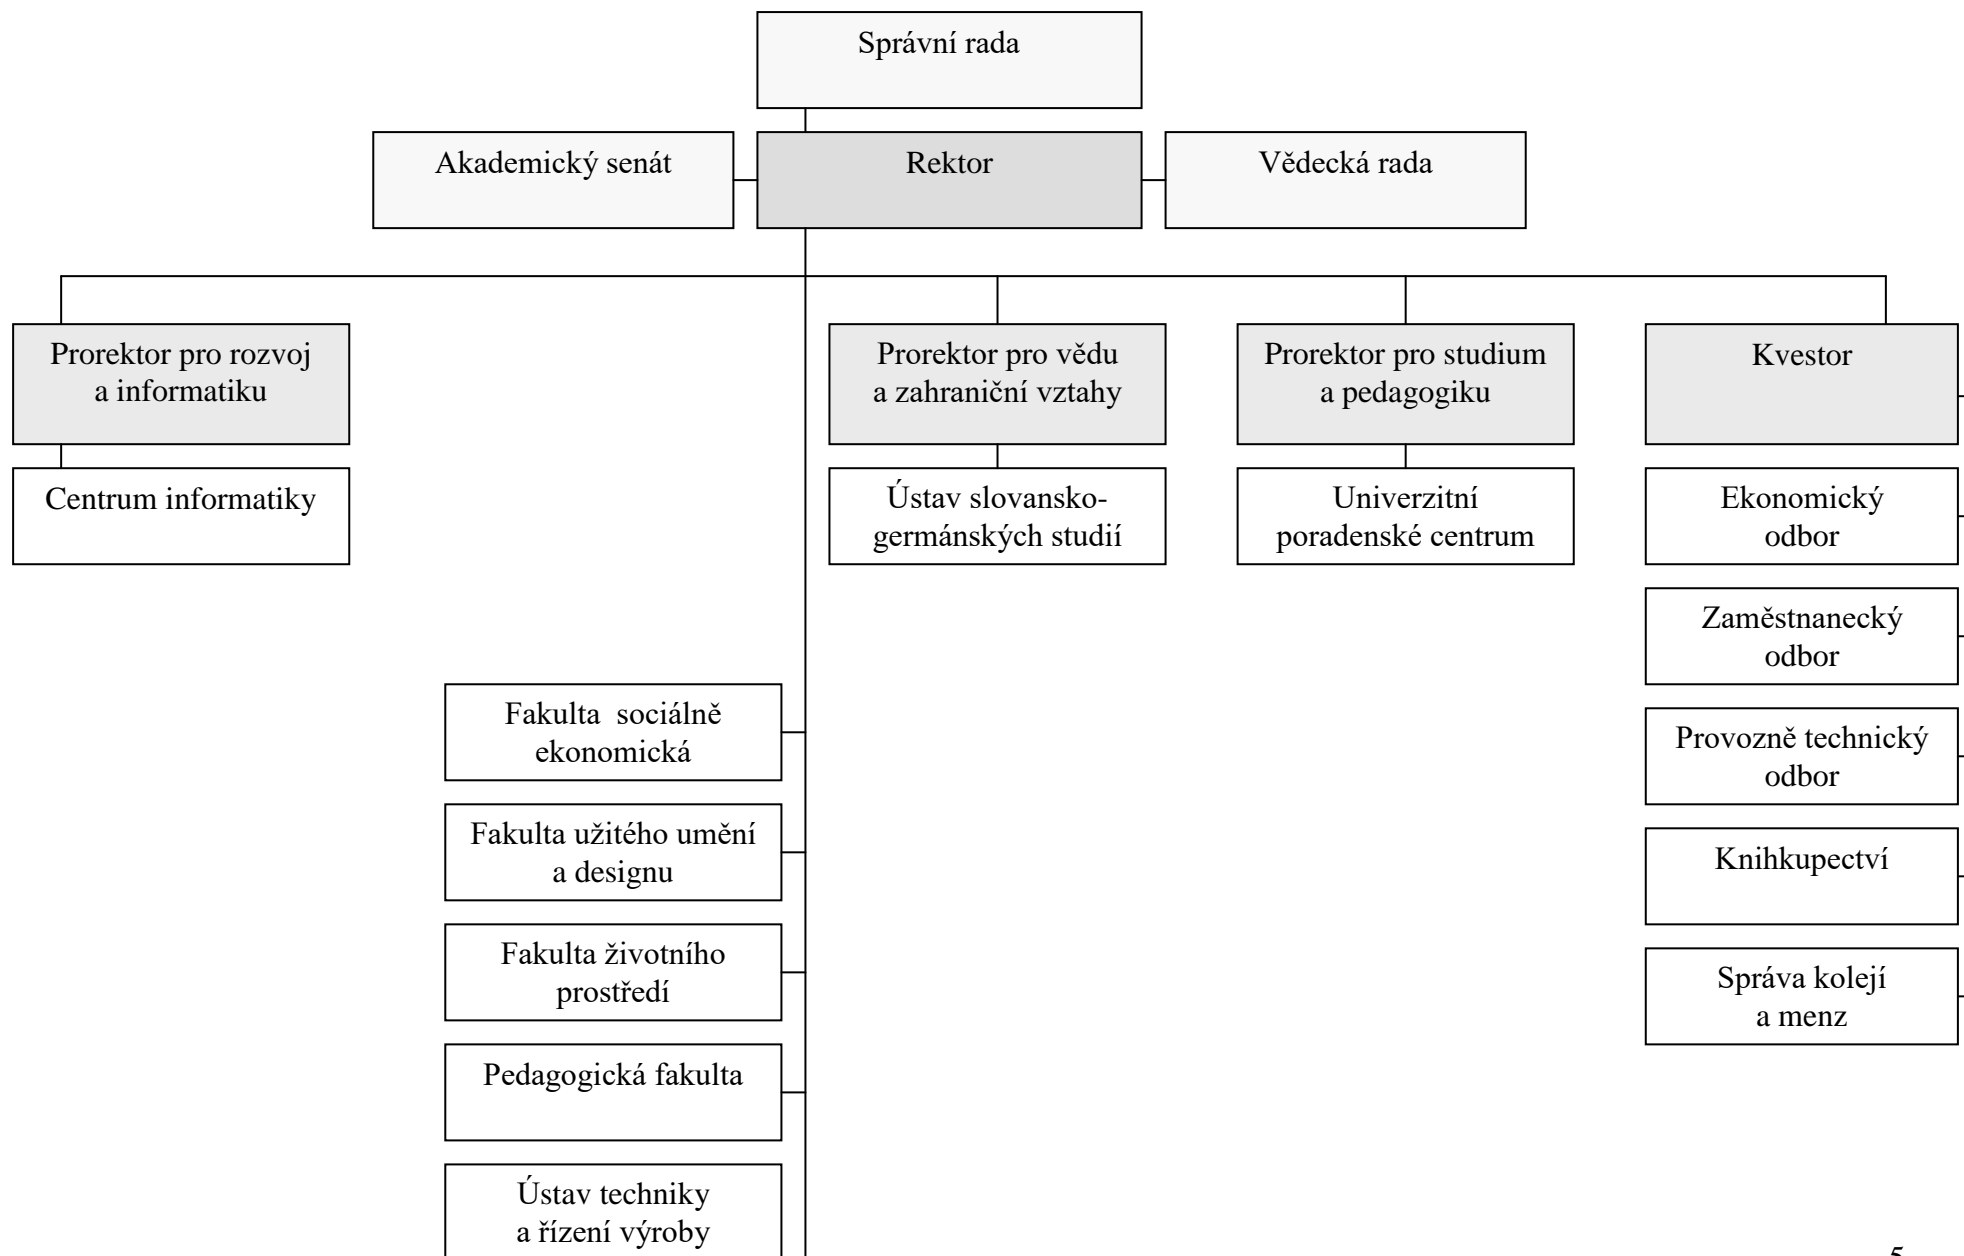 Správní rada
Akademický senát
Rektor
Vědecká rada
Prorektor pro rozvoj
a informatiku
Prorektor pro vědu
a zahraniční vztahy
Prorektor pro studium
a pedagogiku
Kvestor
Centrum informatiky
Ústav slovansko-
germánských studií
Univerzitní
poradenské centrum
Ekonomický
odbor
Zaměstnanecký
odbor
Provozně technický
odbor
Knihkupectví
Správa kolejí
a menz
Fakulta  sociálně
ekonomická
Fakulta užitého umění
a designu
Fakulta životního
prostředí
Pedagogická fakulta
Ústav techniky
a řízení výroby
5